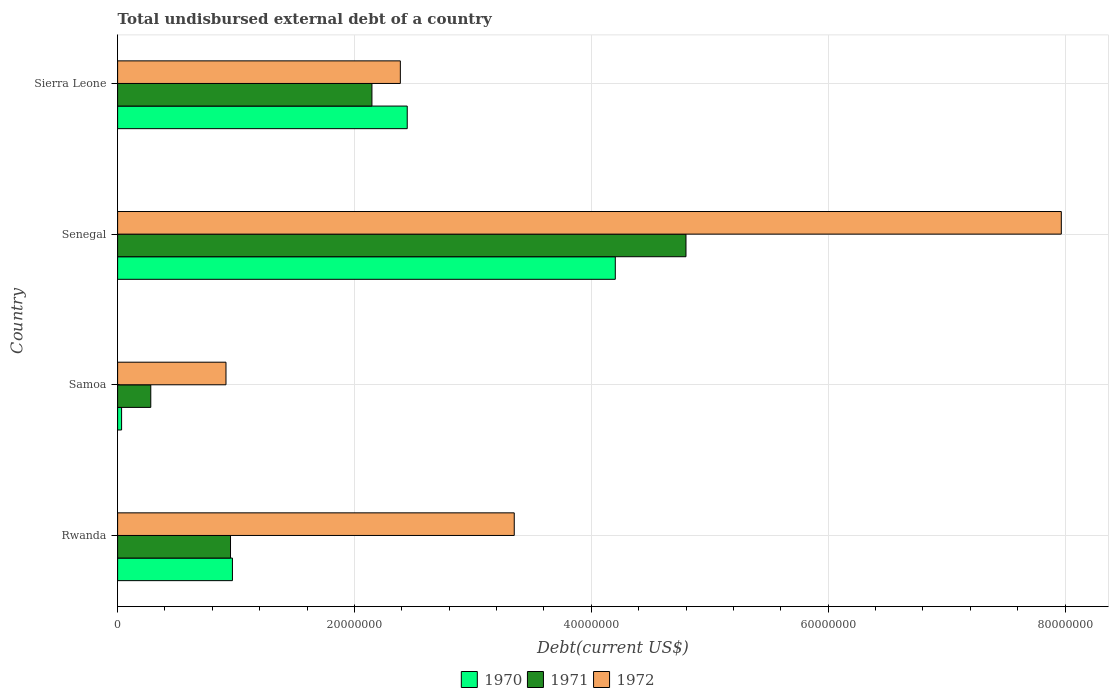 Total undisbursed external debt of a country
Sierra Leone
Senegal
Samoa
Rwanda
Country
0
20000000
40000000
60000000
80000000
Debt(current US$)
1970
1971
1972